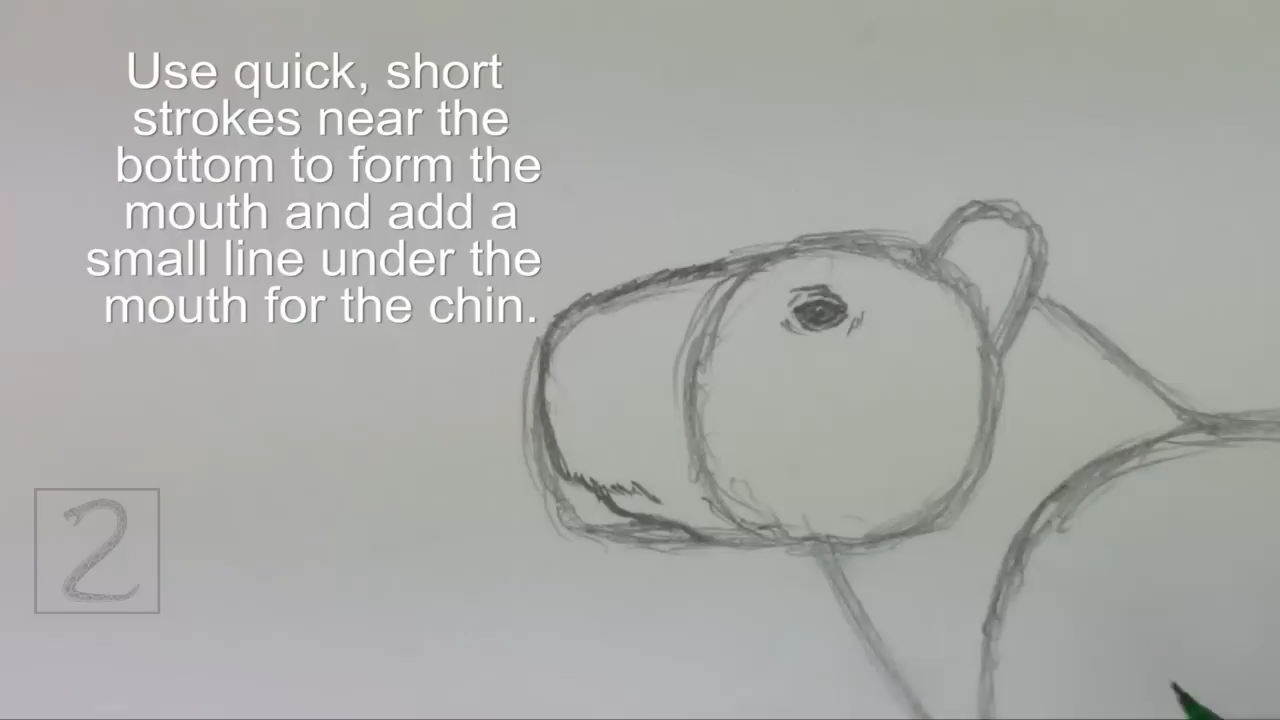 Use quick, short
strokes near the
bottom to form the
mouth and add a
small line under the
mouth for the chin.
2